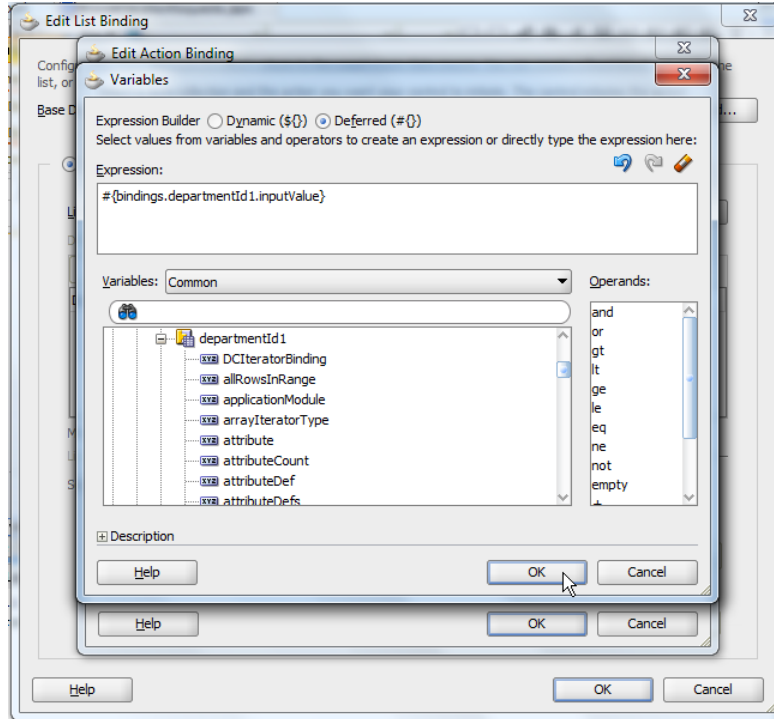 Edit List Binding
Edit Action Binding
Config
ne
list, or
Variables
Base D
...
Expression Builder Dynamic (${}) Deferred (#{})
Select values from variables and operators to create an expression or directly type the expression here:
Expression:
#{bindings.departmentId1.inputValue}
Variables: Common
Operands:
departmentId1
DCIteratorBinding
allRowsInRange
applicationModule
arrayIteratorType
attribute
attributeCount
attributeDef
attributeDefs
and
or
gt
lt
ge
le
eq
ne
not
empty
+
Description
Help OK Cancel
Help OK Cancel
Help OK Cancel